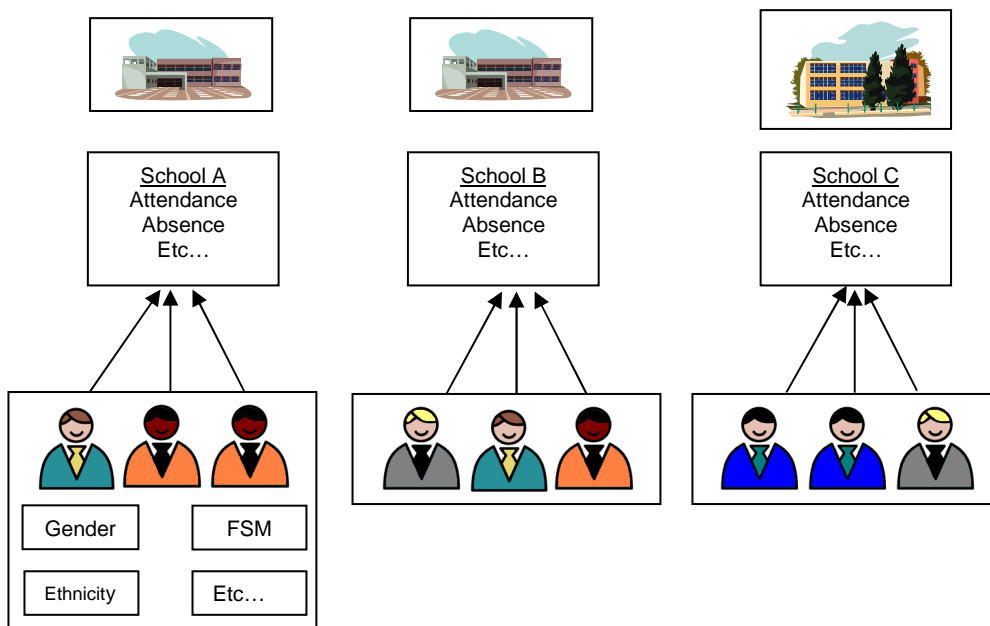 School A
Attendance
Absence
Etc…
School B
Attendance
Absence
Etc…
School C
Attendance
Absence
Etc…
Gender
FSM
Ethnicity
Etc…